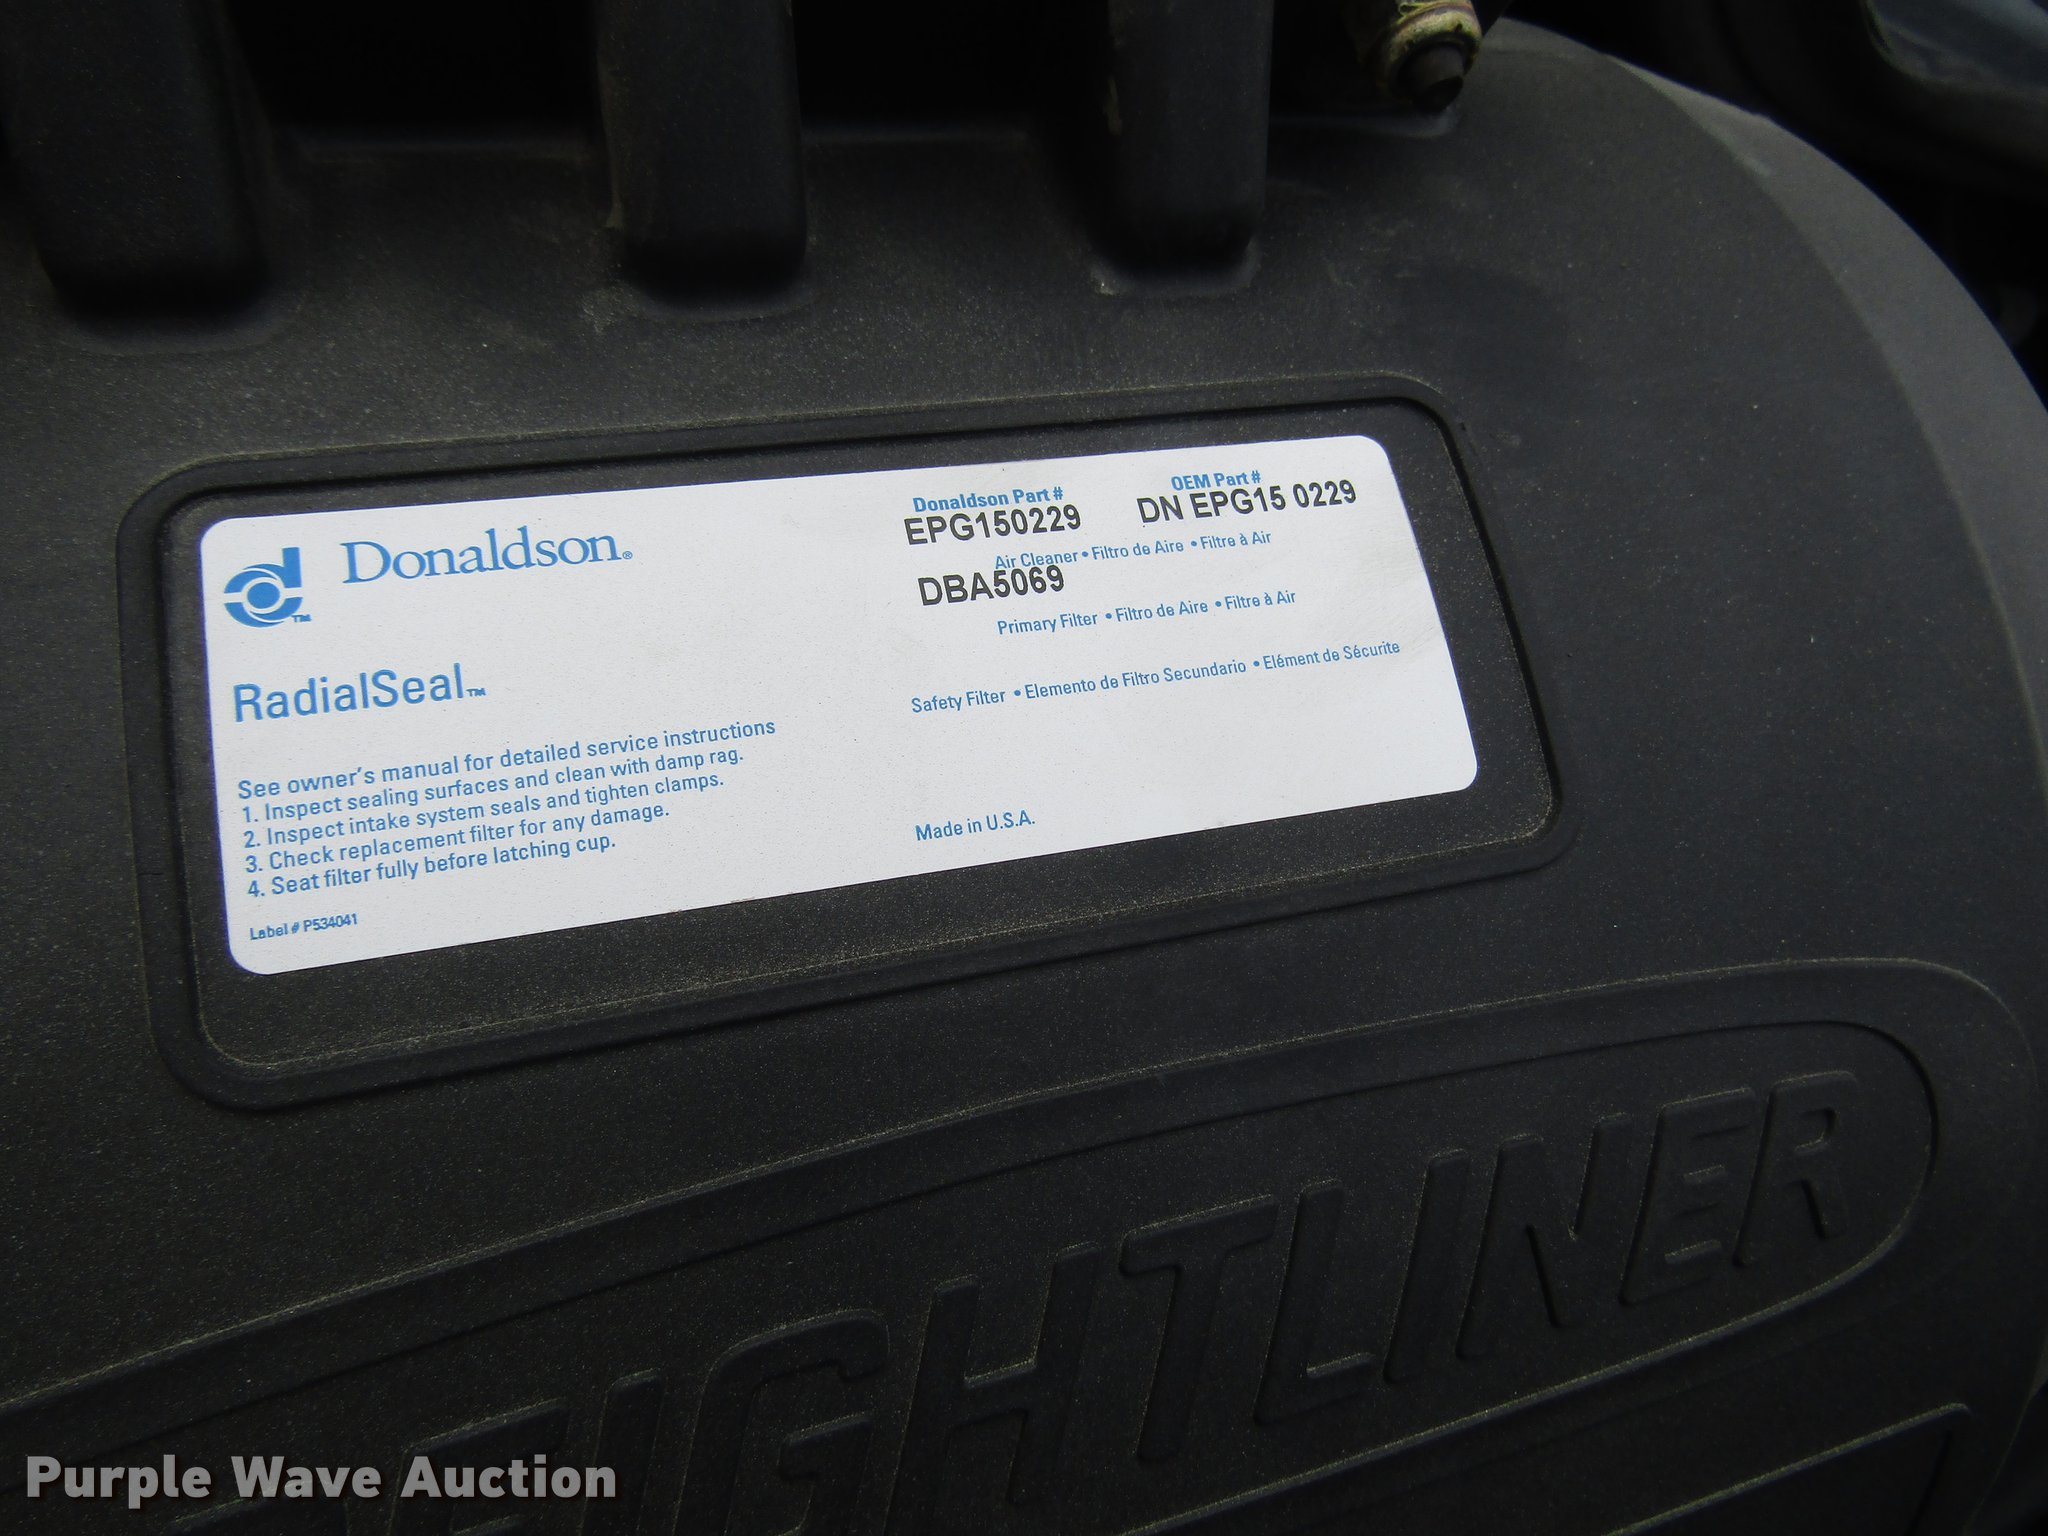 Donaldson®
RadialSeal™
See owner's manual for detailed service instructions
1. Inspect sealing surfaces and clean with damp rag.
2. Inspect intake system seals and tighten clamps.
3. Check replacement filter for any damage.
4. Seat filter fully before latching cup.
Label # P534041
Donaldson Part #
EPG150229
OEM Part #
DN EPG15 0229
Air Cleaner • Filtro de Aire • Filtre à Air
DBA5069
Primary Filter • Filtro de Aire • Filtre à Air
Safety Filter • Elemento de Filtro Secundario • Elément de Sécurite
Made in U.S.A.
FREIGHTLINER
Purple Wave Auction